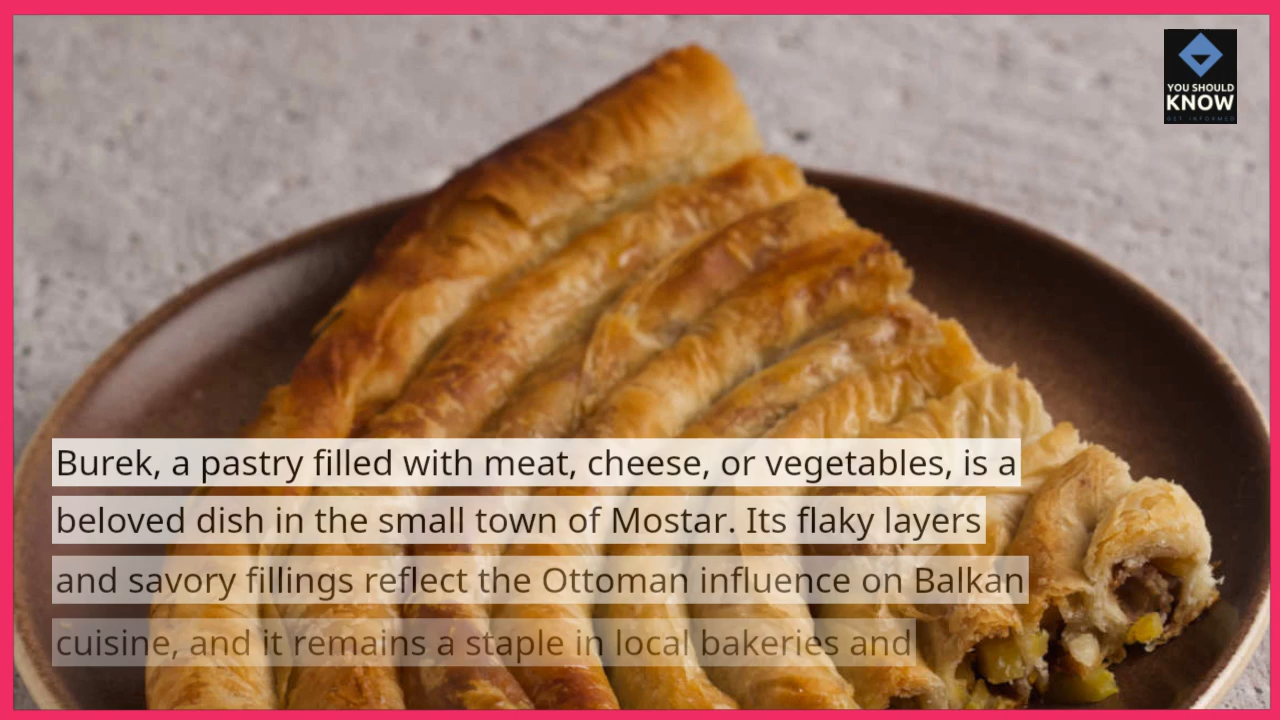 YOU SHOULD
KNOW
GET INFORMED
Burek, a pastry filled with meat, cheese, or vegetables, is a
beloved dish in the small town of Mostar. Its flaky layers
and savory fillings reflect the Ottoman influence on Balkan
cuisine, and it remains a staple in local bakeries and